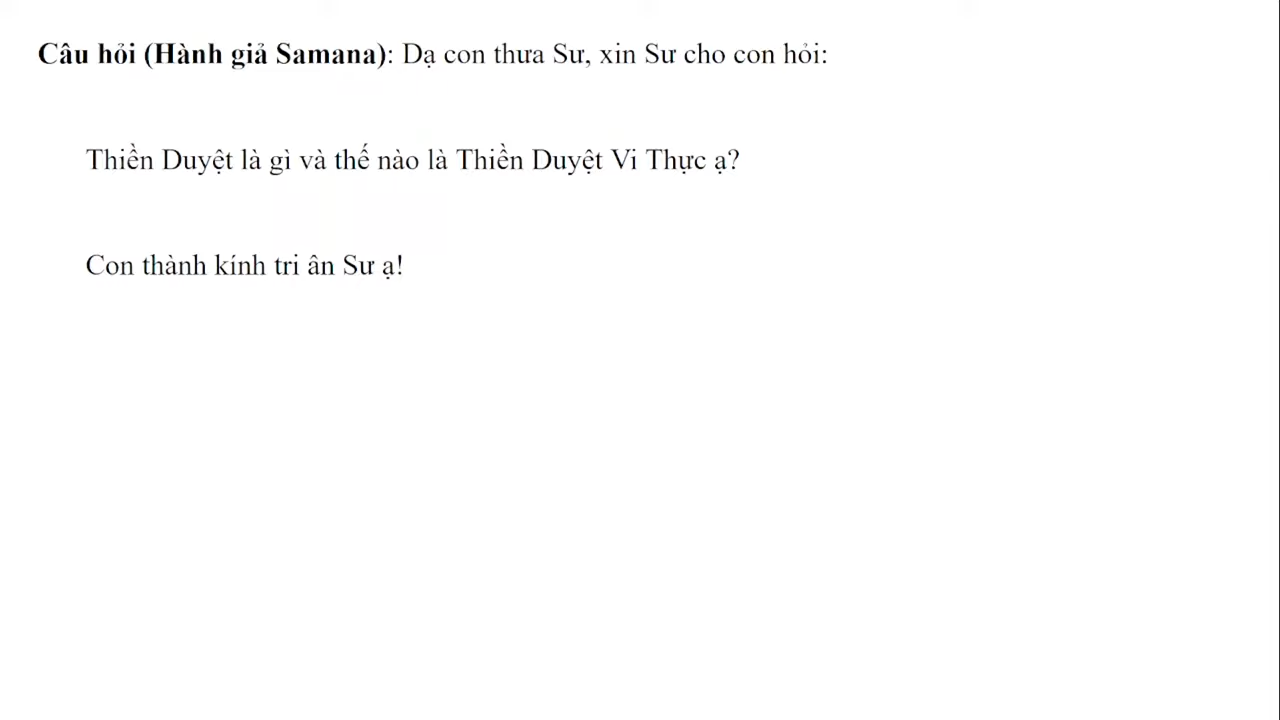 Câu hỏi (Hành giả Samana): Dạ con thưa Sư, xin Sư cho con hỏi:
Thiền Duyệt là gì và thế nào là Thiền Duyệt Vi Thực ạ?
Con thành kính tri ân Sư ạ!